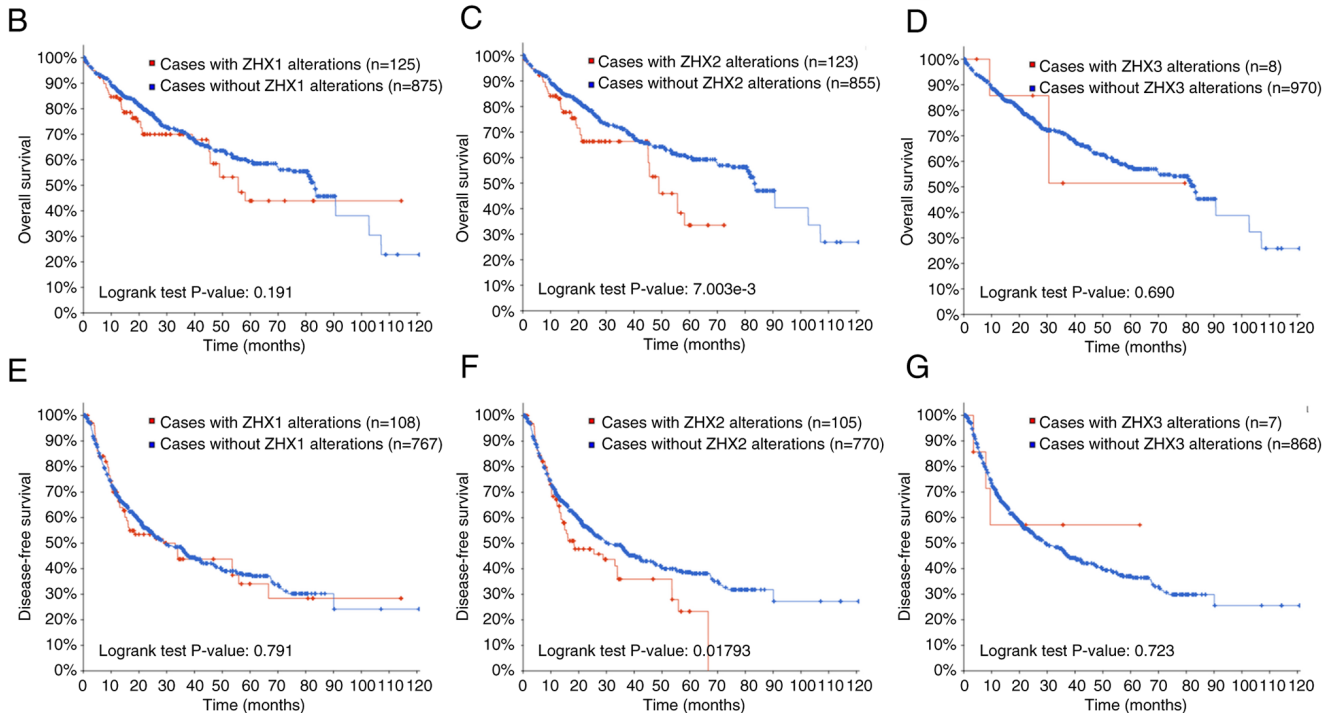 B
Overall survival
100%
90%
80%
70%
60%
50%
40%
30%
20%
10%
0%
Cases with ZHX1 alterations (n=125)
Cases without ZHX1 alterations (n=875)
Logrank test P-value: 0.191
0 10 20 30 40 50 60 70 80 90 100 110 120
Time (months)
C
Overall survival
100%
90%
80%
70%
60%
50%
40%
30%
20%
10%
0%
Cases with ZHX2 alterations (n=123)
Cases without ZHX2 alterations (n=855)
Logrank test P-value: 7.003e-3
0 10 20 30 40 50 60 70 80 90 100 110 120
Time (months)
D
Overall survival
100%
90%
80%
70%
60%
50%
40%
30%
20%
10%
0%
Cases with ZHX3 alterations (n=8)
Cases without ZHX3 alterations (n=970)
Logrank test P-value: 0.690
0 10 20 30 40 50 60 70 80 90 100 110 120
Time (months)
E
Disease-free survival
100%
90%
80%
70%
60%
50%
40%
30%
20%
10%
0%
Cases with ZHX1 alterations (n=108)
Cases without ZHX1 alterations (n=767)
Logrank test P-value: 0.791
0 10 20 30 40 50 60 70 80 90 100 110 120
Time (months)
F
Disease-free survival
100%
90%
80%
70%
60%
50%
40%
30%
20%
10%
0%
Cases with ZHX2 alterations (n=105)
Cases without ZHX2 alterations (n=770)
Logrank test P-value: 0.01793
0 10 20 30 40 50 60 70 80 90 100 110 120
Time (months)
G
Disease-free survival
100%
90%
80%
70%
60%
50%
40%
30%
20%
10%
0%
Cases with ZHX3 alterations (n=7)
Cases without ZHX3 alterations (n=868)
Logrank test P-value: 0.723
0 10 20 30 40 50 60 70 80 90 100 110 120
Time (months)